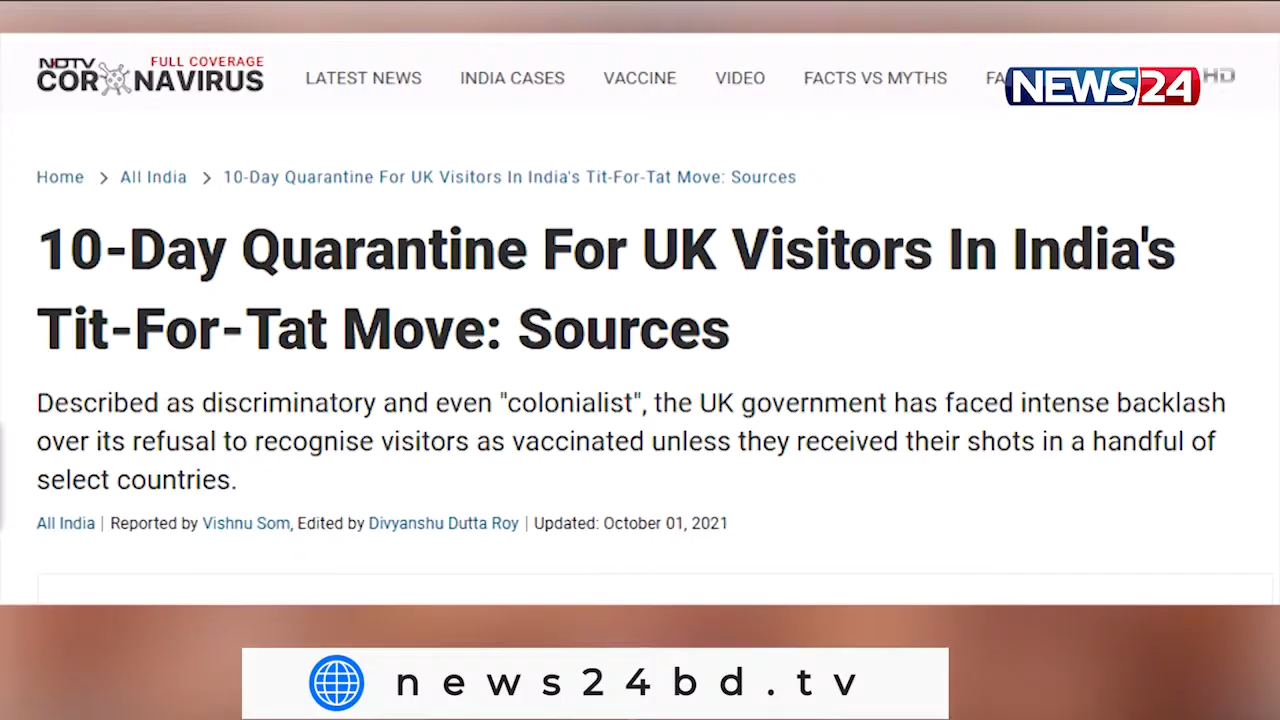 NDTV FULL COVERAGE
CORONAVIRUS
LATEST NEWS INDIA CASES VACCINE VIDEO FACTS VS MYTHS FA
NEWS24 HD
Home > All India > 10-Day Quarantine For UK Visitors In India's Tit-For-Tat Move: Sources
10-Day Quarantine For UK Visitors In India's
Tit-For-Tat Move: Sources
Described as discriminatory and even "colonialist", the UK government has faced intense backlash
over its refusal to recognise visitors as vaccinated unless they received their shots in a handful of
select countries.
All India | Reported by Vishnu Som, Edited by Divyanshu Dutta Roy | Updated: October 01, 2021
news24bd.tv